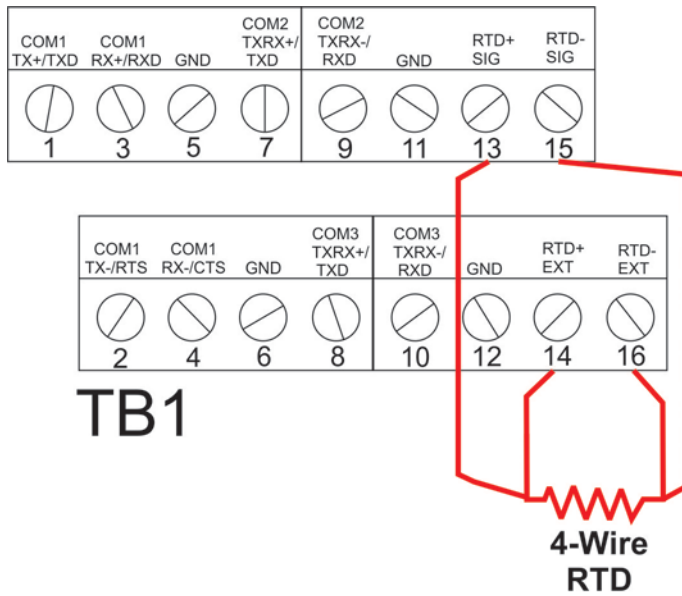 COM1 TX+/TXD
COM1 RX+/RXD
GND
COM2 TXRX+/ TXD
COM2 TXRX-/ RXD
GND
RTD+ SIG
RTD- SIG
1 3 5 7 9 11 13 15
COM1 TX-/RTS
COM1 RX-/CTS
GND
COM3 TXRX+/ TXD
COM3 TXRX-/ RXD
GND
RTD+ EXT
RTD- EXT
2 4 6 8 10 12 14 16
TB1
4-Wire
RTD